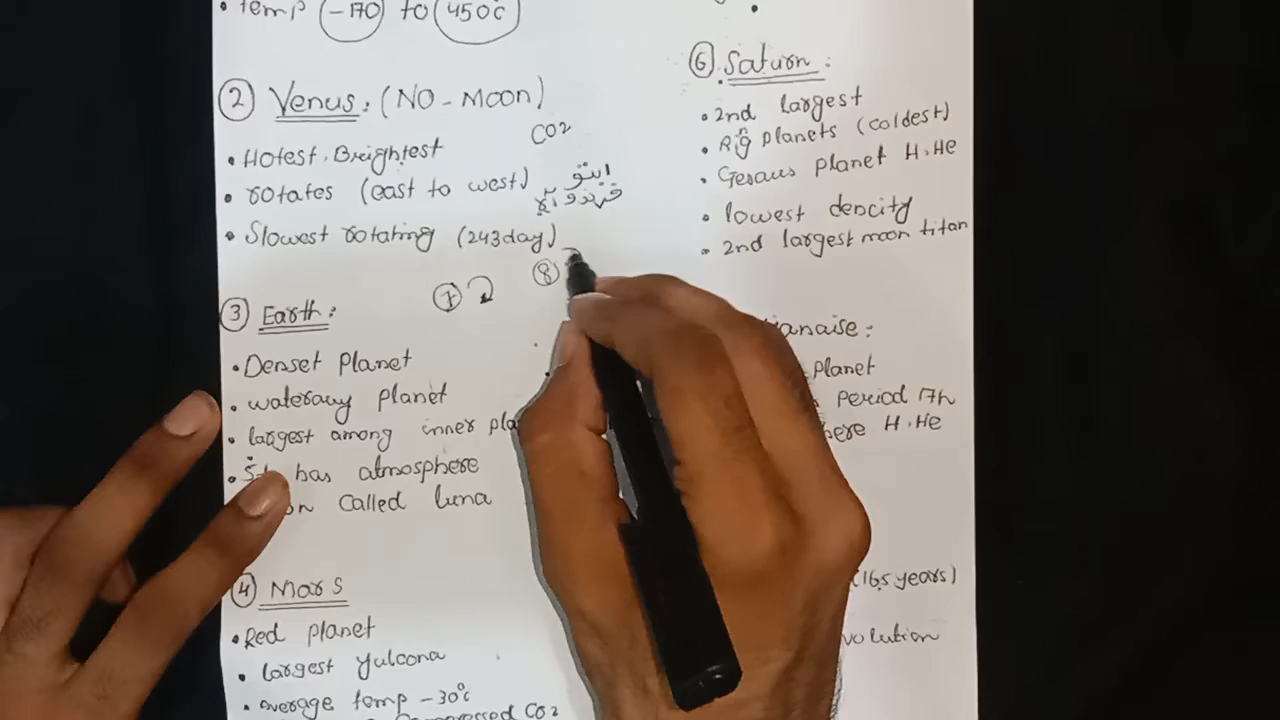 • Temp -170 to 450c
② Venus: (NO-Moon)
• Hotest, Brightest
CO2
• rotates (east to west)
• Slowest rotating (243day)
⑦
⑧
③ Earth:
• Denset Planet
• wateray planet
• largest among inner pla
has atmosphere
called luna
④ Mars
• Red planet
• largest yulcona
• average temp -30°c
CO2
⑥ Saturn:
• 2nd largest
• Ring planets (coldest)
• Gesaus planet H.He
• lowest dencity
• 2nd largest moon titan
planet
period 17h
H.He
(165 years)